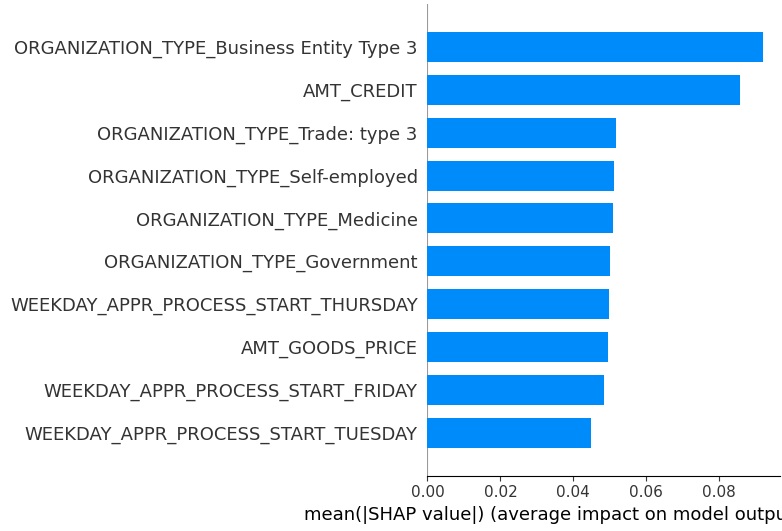 ORGANIZATION_TYPE_Business Entity Type 3
AMT_CREDIT
ORGANIZATION_TYPE_Trade: type 3
ORGANIZATION_TYPE_Self-employed
ORGANIZATION_TYPE_Medicine
ORGANIZATION_TYPE_Government
WEEKDAY_APPR_PROCESS_START_THURSDAY
AMT_GOODS_PRICE
WEEKDAY_APPR_PROCESS_START_FRIDAY
WEEKDAY_APPR_PROCESS_START_TUESDAY
0.00 0.02 0.04 0.06 0.08
mean(|SHAP value|) (average impact on model outpu